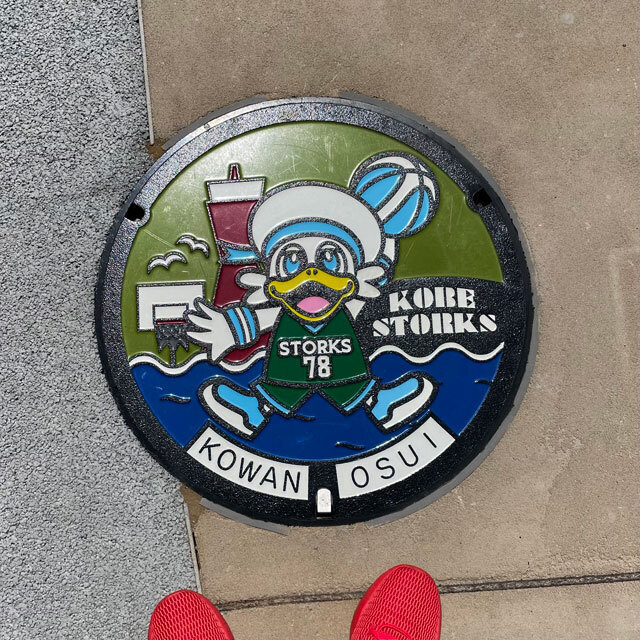 KOBE
STORKS
STORKS
78
KOWAN OSUI